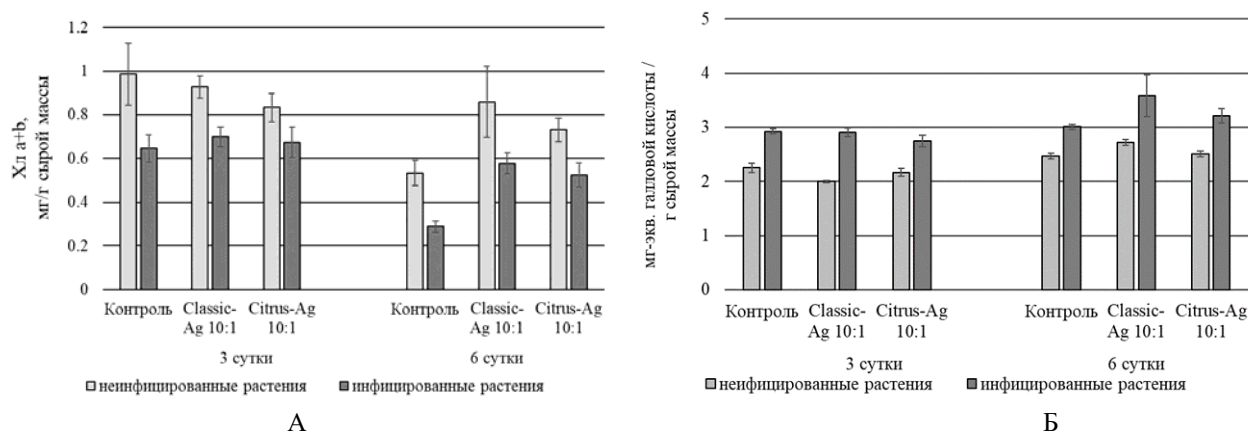 Хл a+b,
мг/г сырой массы
1.2
1
0.8
0.6
0.4
0.2
0
Контроль Classic-Ag 10:1 Citrus-Ag 10:1 Контроль Classic-Ag 10:1 Citrus-Ag 10:1
3 сутки 6 сутки
неинфицированные растения инфицированные растения
А
мг-экв. галловой кислоты /
г сырой массы
5
4
3
2
1
0
Контроль Classic-Ag 10:1 Citrus-Ag 10:1 Контроль Classic-Ag 10:1 Citrus-Ag 10:1
3 сутки 6 сутки
неифицированные растения инфицированные растения
Б